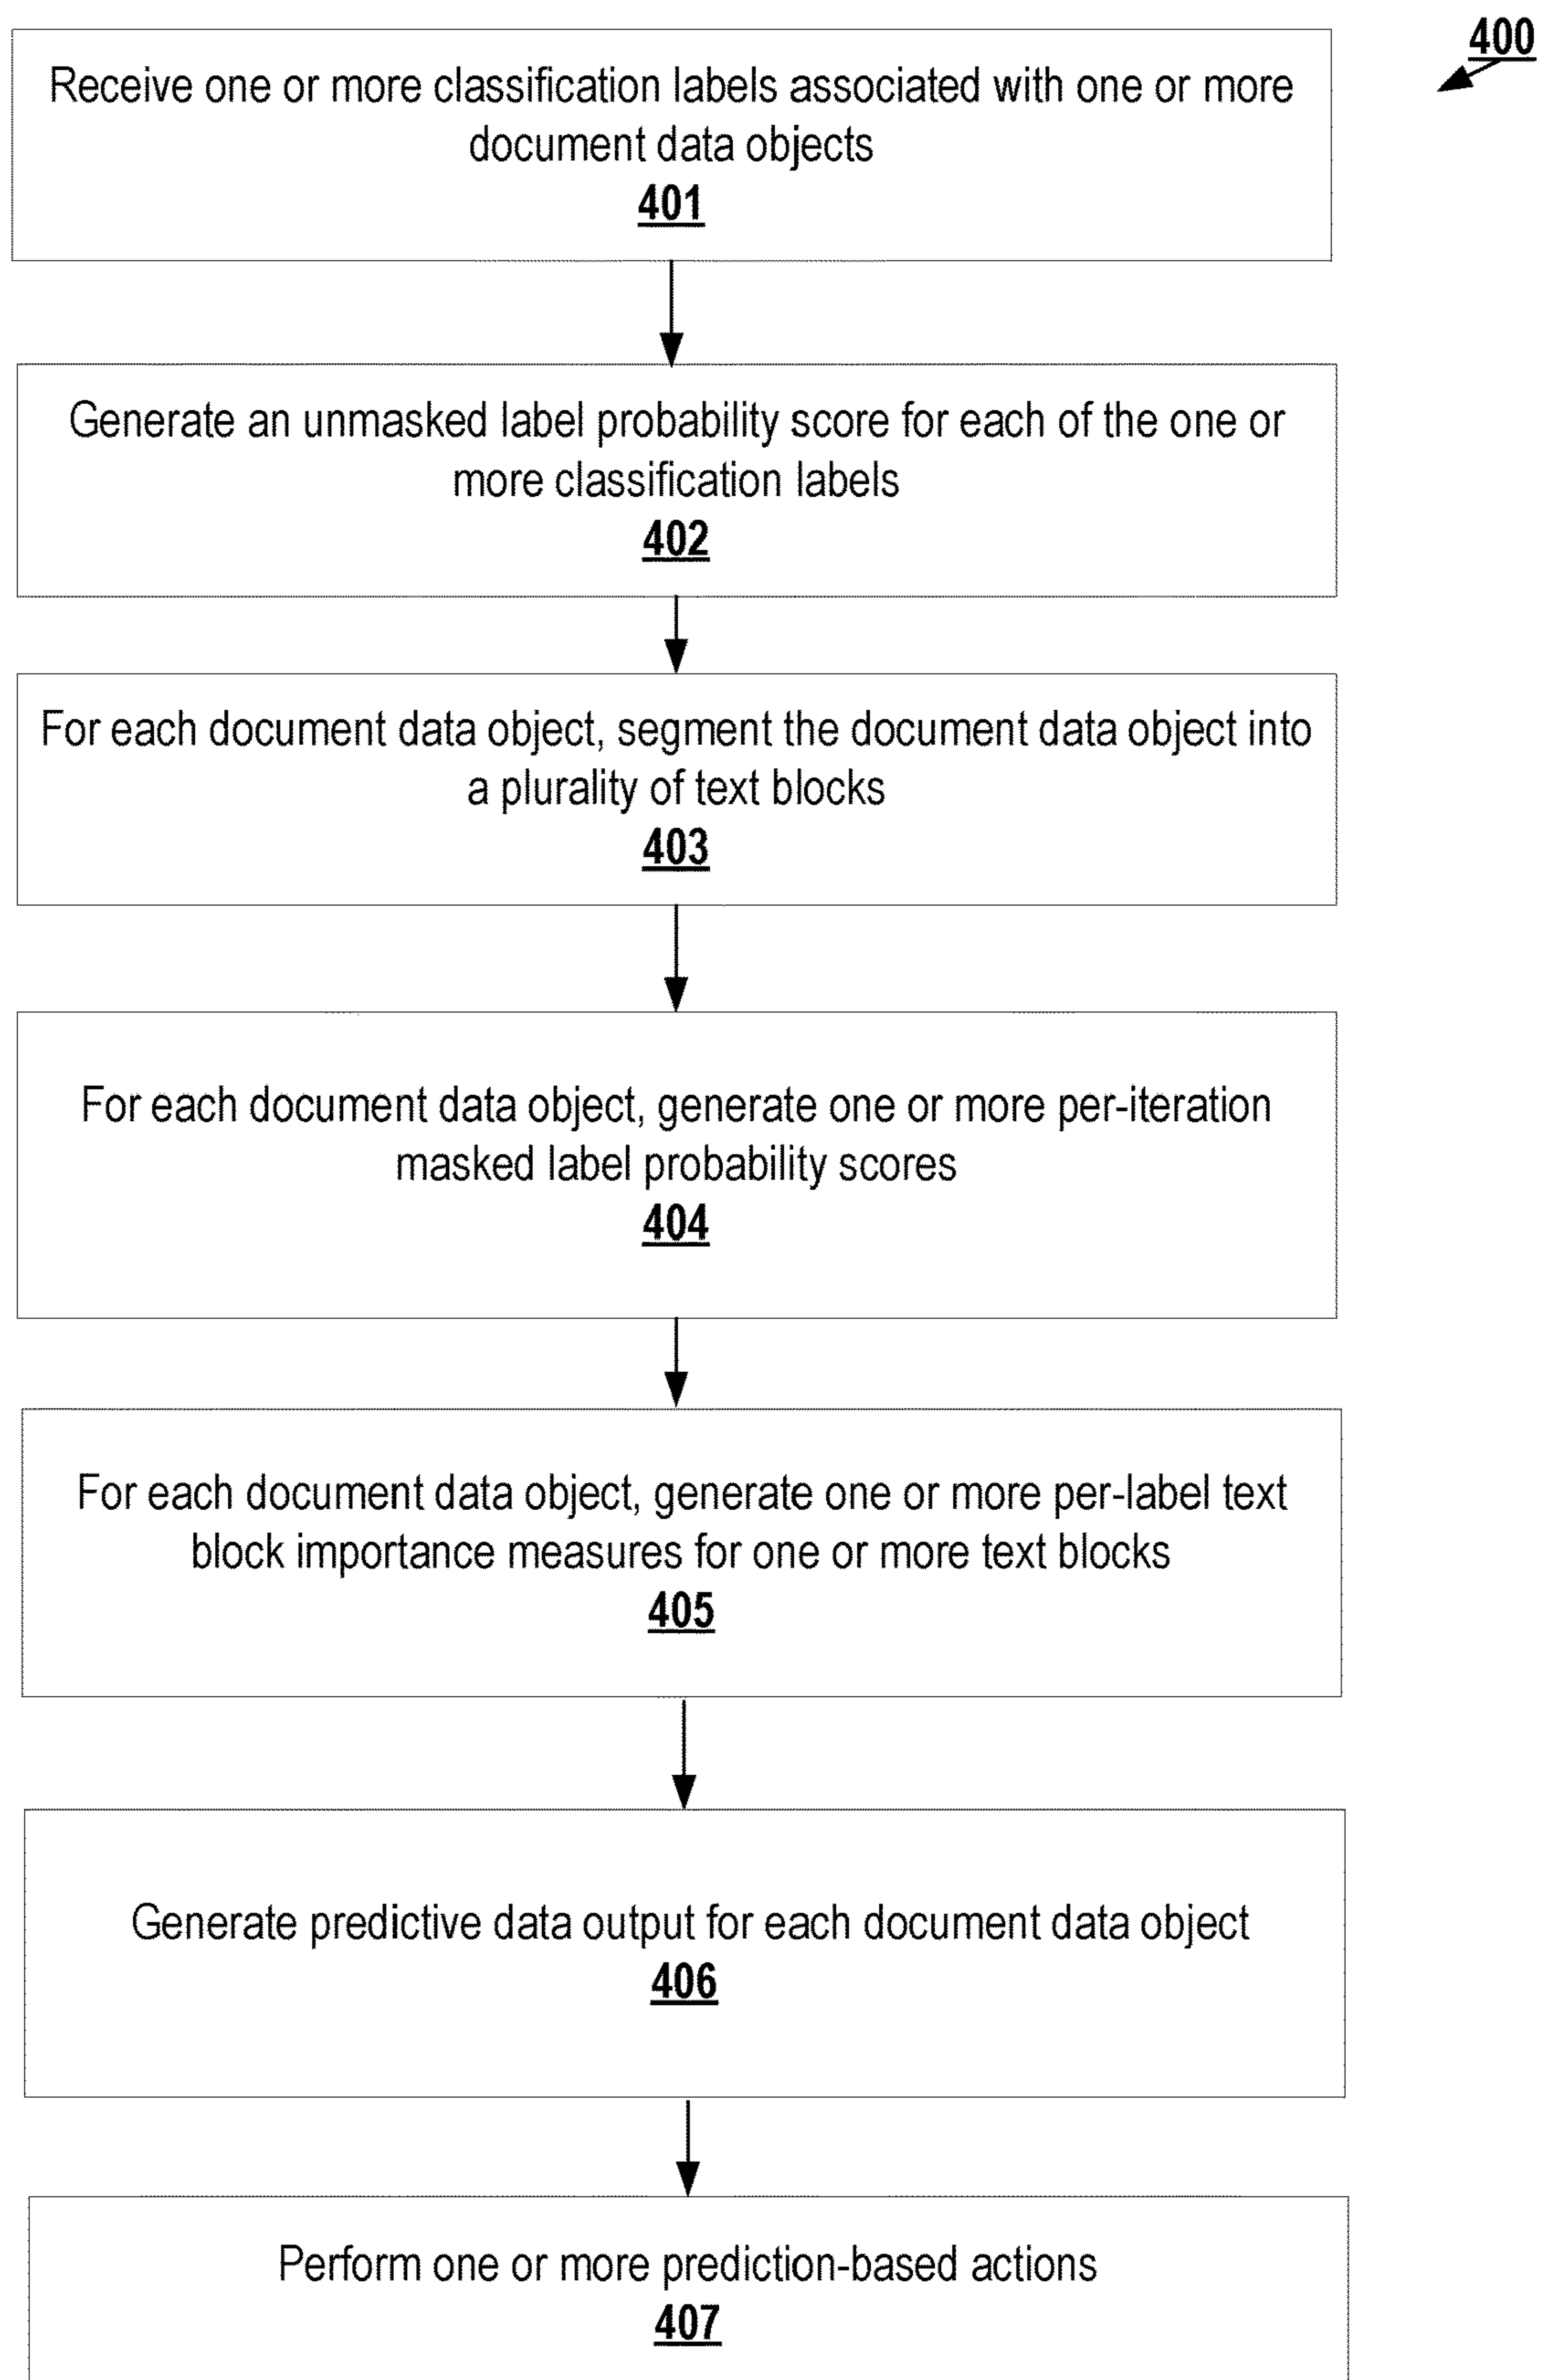 400
Receive one or more classification labels associated with one or more
document data objects
401
Generate an unmasked label probability score for each of the one or
more classification labels
402
For each document data object, segment the document data object into
a plurality of text blocks
403
For each document data object, generate one or more per-iteration
masked label probability scores
404
For each document data object, generate one or more per-label text
block importance measures for one or more text blocks
405
Generate predictive data output for each document data object
406
Perform one or more prediction-based actions
407